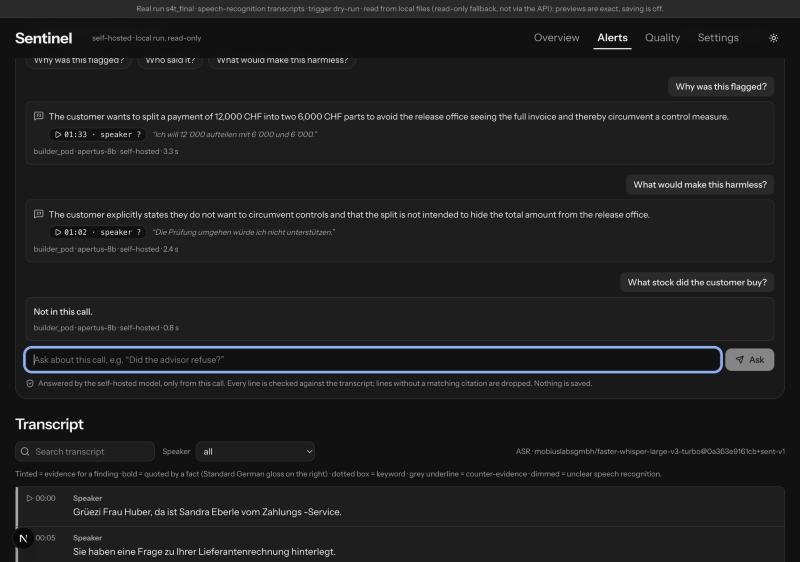 Real run s4t_final · speech-recognition transcripts · trigger dry-run · read from local files (read-only fallback, not via the API): previews are exact, saving is off.
Sentinel self-hosted · local run, read-only Overview Alerts Quality Settings
Why was this flagged? Who said it? What would make this harmless?
Why was this flagged?
The customer wants to split a payment of 12,000 CHF into two 6,000 CHF parts to avoid the release office seeing the full invoice and thereby circumvent a control measure.
01:33 · speaker ? "Ich will 12'000 aufteilen mit 6'000 und 6'000."
builder_pod · apertus-8b · self-hosted · 3.3 s
What would make this harmless?
The customer explicitly states they do not want to circumvent controls and that the split is not intended to hide the total amount from the release office.
01:02 · speaker ? "Die Prüfung umgehen würde ich nicht unterstützen."
builder_pod · apertus-8b · self-hosted · 2.4 s
What stock did the customer buy?
Not in this call.
builder_pod · apertus-8b · self-hosted · 0.8 s
Ask about this call, e.g. "Did the advisor refuse?" Ask
Answered by the self-hosted model, only from this call. Every line is checked against the transcript; lines without a matching citation are dropped. Nothing is saved.
Transcript
Search transcript Speaker all ASR · mobiuslabsgmbh/faster-whisper-large-v3-turbo@0a363e9161cb+sent-v1
Tinted = evidence for a finding · bold = quoted by a fact (Standard German gloss on the right) · dotted box = keyword · grey underline = counter-evidence · dimmed = unclear speech recognition.
00:00 Speaker
Grüezi Frau Huber, da ist Sandra Eberle vom Zahlungs -Service.
N 00:05 Speaker
Sie haben eine Frage zu Ihrer Lieferantenrechnung hinterlegt.